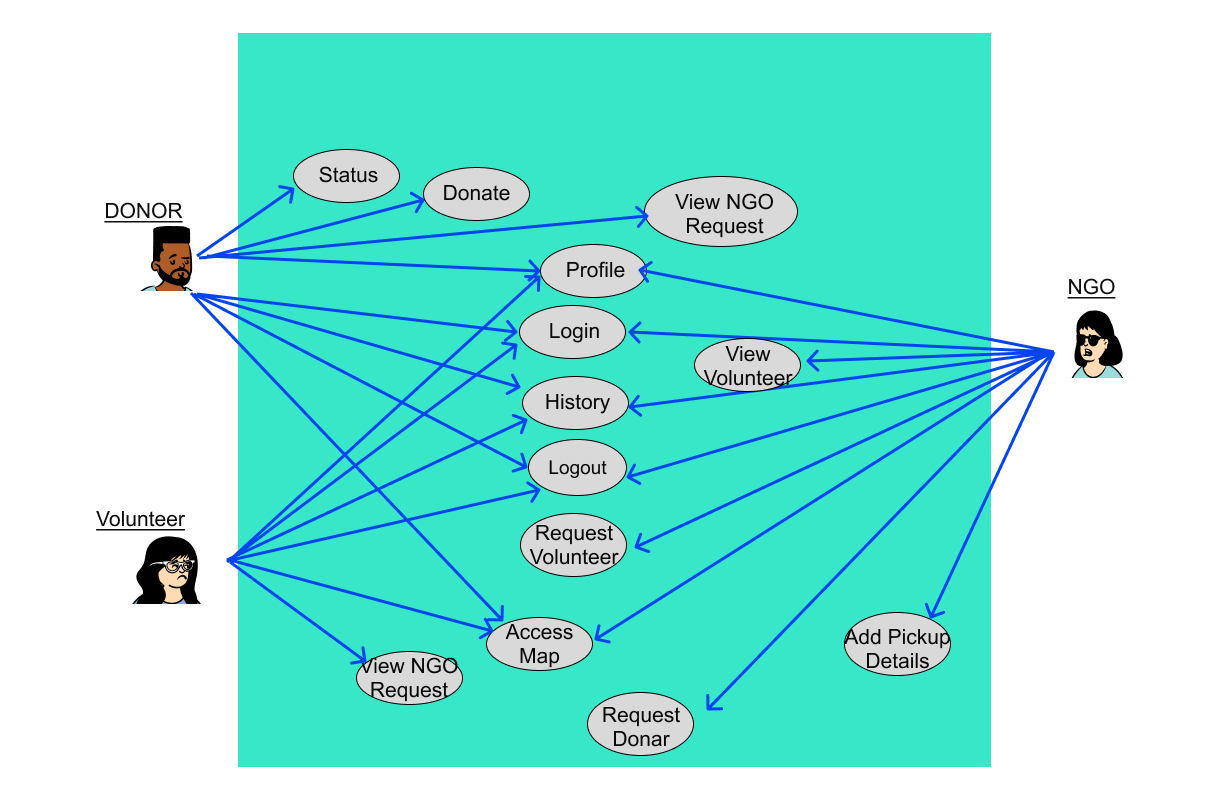 Status
Donate
View NGO
Request
DONOR
Profile
NGO
Login
View
Volunteer
History
Logout
Volunteer
Request
Volunteer
Access
Map
Add Pickup
Details
View NGO
Request
Request
Donar